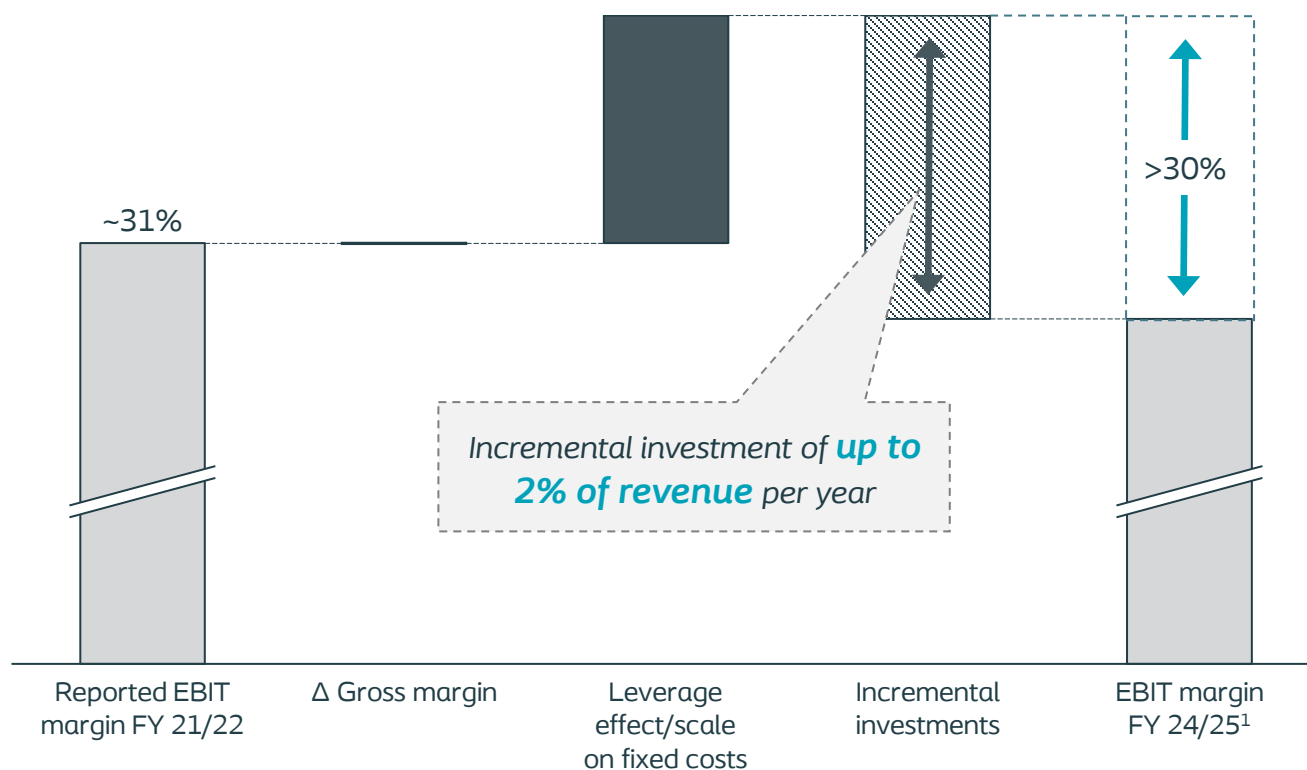 ~31%
>30%
Incremental investment of up to
2% of revenue per year
Reported EBIT
margin FY 21/22
Δ Gross margin
Leverage
effect/scale
on fixed costs
Incremental
investments
EBIT margin
FY 24/25¹